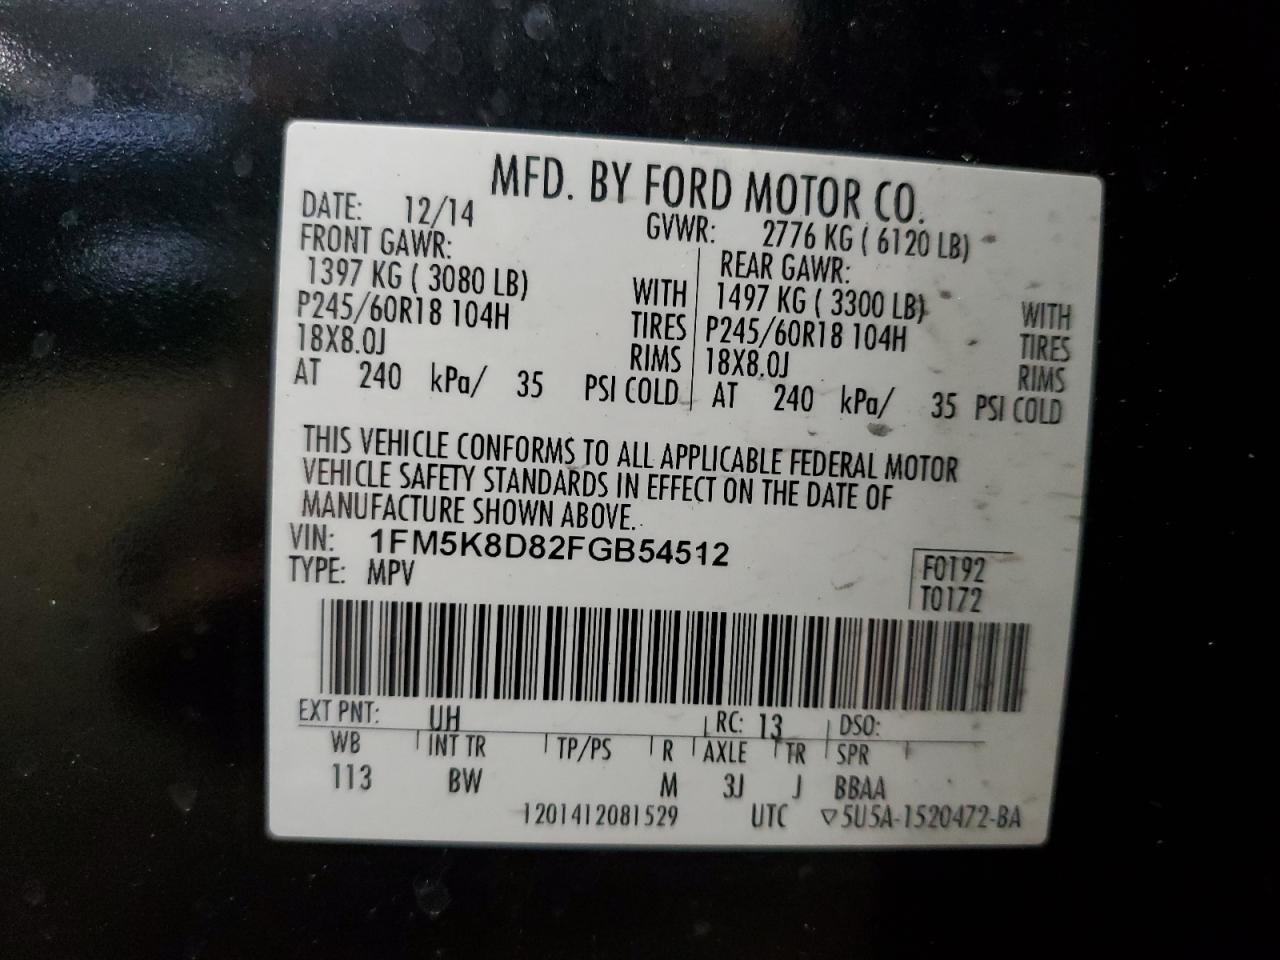 MFD. BY FORD MOTOR CO.
DATE: 12/14 GVWR: 2776 KG ( 6120 LB)
FRONT GAWR: REAR GAWR:
1397 KG ( 3080 LB) WITH 1497 KG ( 3300 LB) WITH
P245/60R18 104H TIRES P245/60R18 104H TIRES
18X8.0J RIMS 18X8.0J RIMS
AT 240 kPa/ 35 PSI COLD AT 240 kPa/ 35 PSI COLD
THIS VEHICLE CONFORMS TO ALL APPLICABLE FEDERAL MOTOR
VEHICLE SAFETY STANDARDS IN EFFECT ON THE DATE OF
MANUFACTURE SHOWN ABOVE.
VIN: 1FM5K8D82FGB54512
TYPE: MPV
F0192
T0172
EXT PNT: UH RC: 13 DSO:
WB INT TR TP/PS R AXLE TR SPR
113 BW M 3J J BBAA
1201412081529 UTC ▽5U5A-1520472-BA